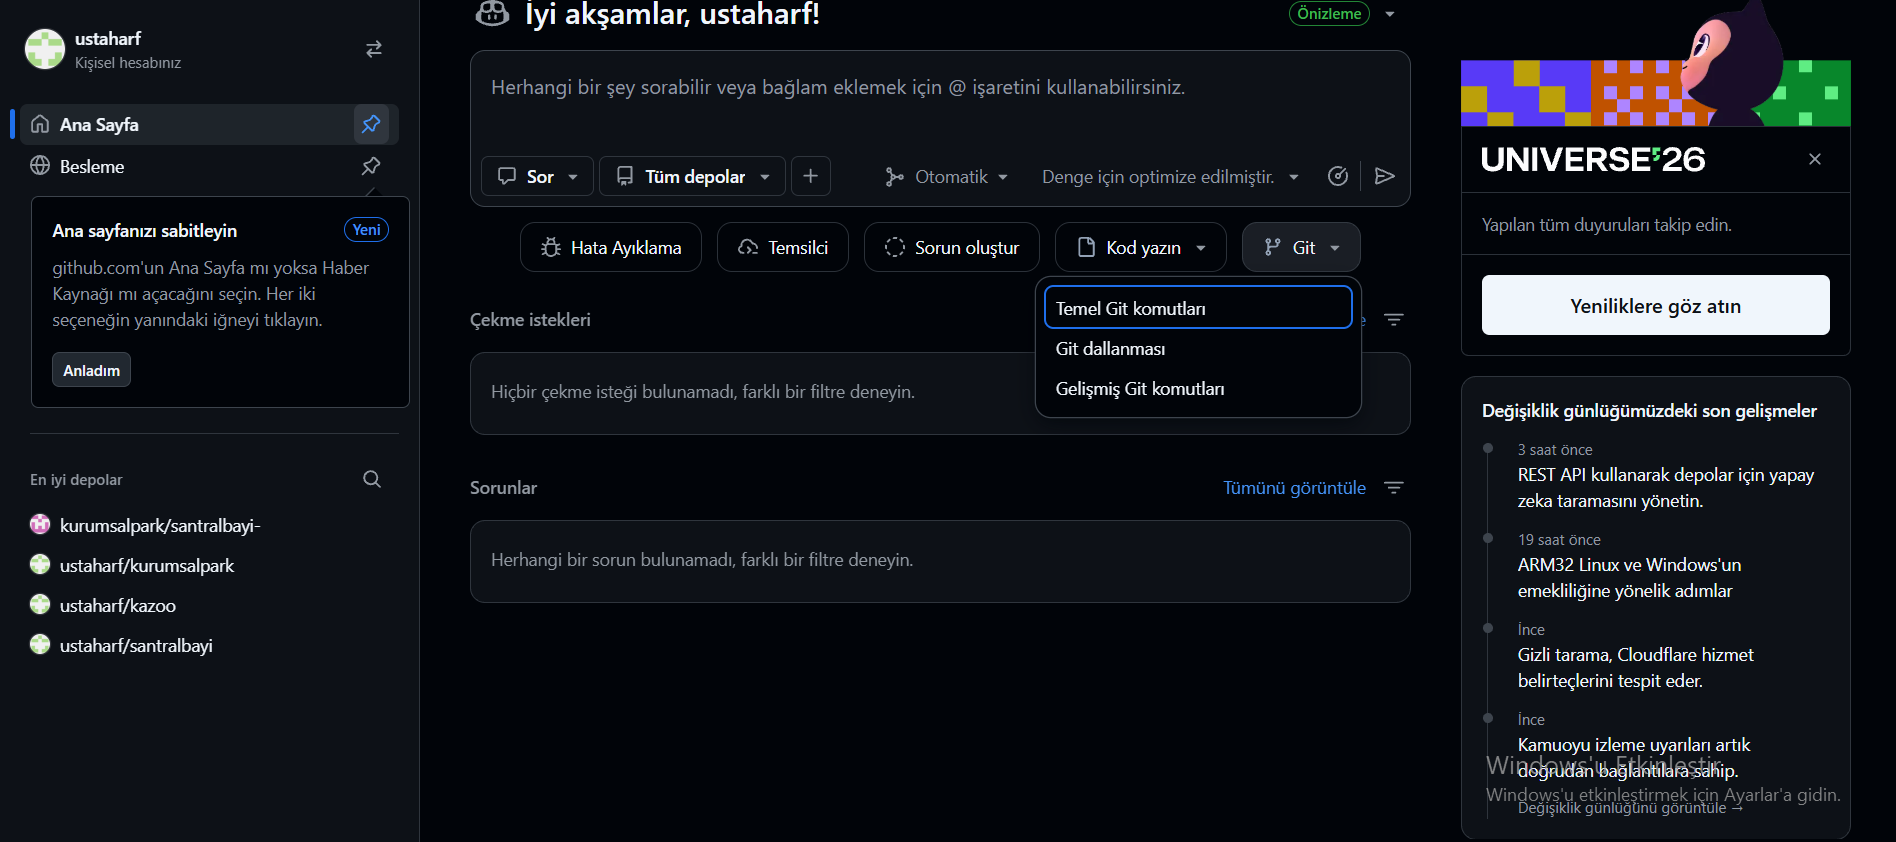 ustaharf
Kişisel hesabınız
Ana Sayfa
Besleme
Ana sayfanızı sabitleyin
Yeni
github.com'un Ana Sayfa mı yoksa Haber
Kaynağı mı açacağını seçin. Her iki
seçeneğin yanındaki iğneyi tıklayın.
Anladım
En iyi depolar
kurumsalpark/santralbayi-
ustaharf/kurumsalpark
ustaharf/kazoo
ustaharf/santralbayi
İyi akşamlar, ustaharf!
Önizleme
Herhangi bir şey sorabilir veya bağlam eklemek için @ işaretini kullanabilirsiniz.
Sor
Tüm depolar
Otomatik
Denge için optimize edilmiştir.
Hata Ayıklama
Temsilci
Sorun oluştur
Kod yazın
Git
Temel Git komutları
Git dallanması
Gelişmiş Git komutları
Çekme istekleri
Hiçbir çekme isteği bulunamadı, farklı bir filtre deneyin.
Sorunlar
Tümünü görüntüle
Herhangi bir sorun bulunamadı, farklı bir filtre deneyin.
UNIVERSE'26
Yapılan tüm duyuruları takip edin.
Yeniliklere göz atın
Değişiklik günlüğümüzdeki son gelişmeler
3 saat önce
REST API kullanarak depolar için yapay
zeka taramasını yönetin.
19 saat önce
ARM32 Linux ve Windows'un
emekliliğine yönelik adımlar
İnce
Gizli tarama, Cloudflare hizmet
belirteçlerini tespit eder.
İnce
Kamuoyu izleme uyarıları artık
doğrudan bağlantılara sahip.
Değişiklik günlüğünü görüntüle →
Windows'u Etkinleştir
Windows'u etkinleştirmek için Ayarlar'a gidin.